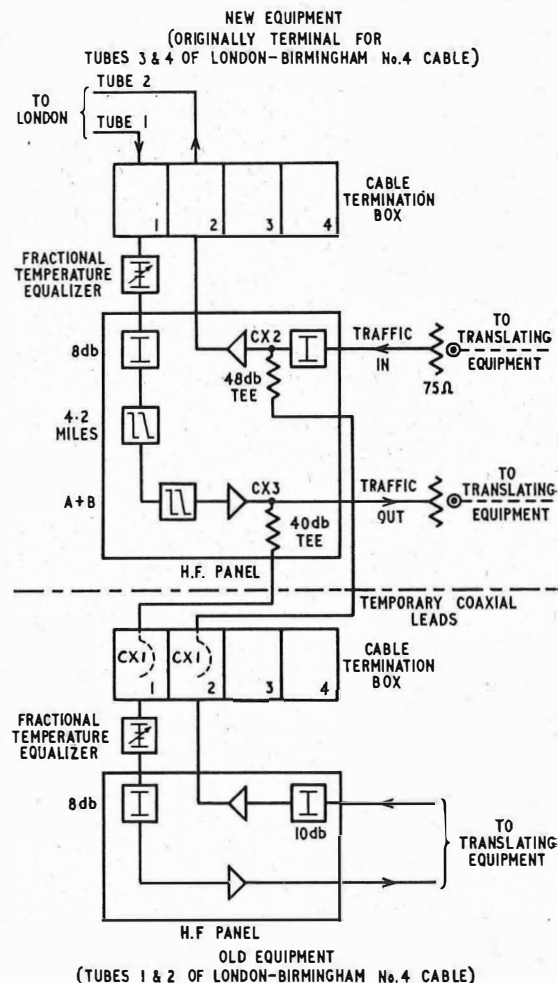 NEW EQUIPMENT
(ORIGINALLY TERMINAL FOR
TUBES 3 & 4 OF LONDON-BIRMINGHAM No.4 CABLE)
TUBE 2
TO
LONDON
TUBE 1
1
2
3
4
CABLE
TERMINATION
BOX
FRACTIONAL
TEMPERATURE
EQUALIZER
8db
CX2
48db
TEE
TRAFFIC
IN
75Ω
TO
TRANSLATING
EQUIPMENT
4·2
MILES
A+B
CX3
40db
TEE
TRAFFIC
OUT
TO
TRANSLATING
EQUIPMENT
H.F. PANEL
TEMPORARY COAXIAL
LEADS
CX1
1
CX1
2
3
4
CABLE
TERMINATION
BOX
FRACTIONAL
TEMPERATURE
EQUALIZER
8db
10db
TO
TRANSLATING
EQUIPMENT
H.F PANEL
OLD EQUIPMENT
(TUBES 1 & 2 OF LONDON-BIRMINGHAM No.4 CABLE)